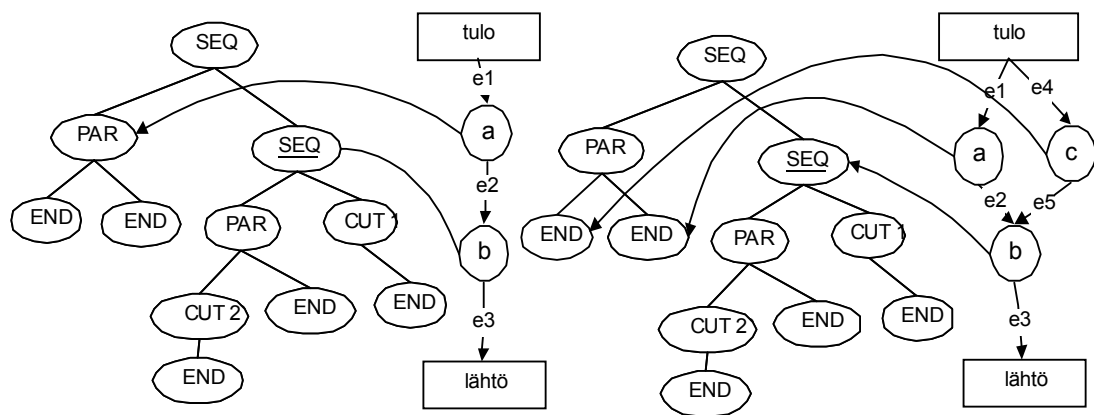 tulo
SEQ
e1
PAR
a
SEQ
e2
END
END
PAR
CUT 1
b
CUT 2
END
END
e3
END
lähtö
tulo
SEQ
e1
e4
PAR
a
c
SEQ
e2
e5
END
END
PAR
CUT 1
b
CUT 2
END
END
e3
END
lähtö